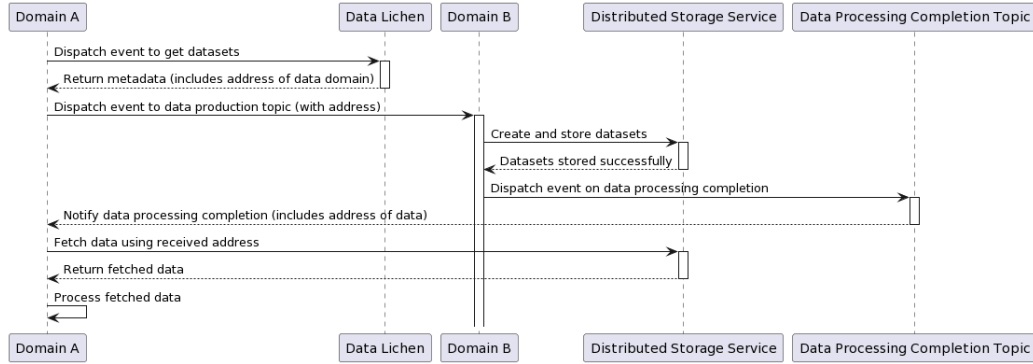 Domain A
Data Lichen
Domain B
Distributed Storage Service
Data Processing Completion Topic
Dispatch event to get datasets
Return metadata (includes address of data domain)
Dispatch event to data production topic (with address)
Create and store datasets
Datasets stored successfully
Dispatch event on data processing completion
Notify data processing completion (includes address of data)
Fetch data using received address
Return fetched data
Process fetched data
Domain A
Data Lichen
Domain B
Distributed Storage Service
Data Processing Completion Topic